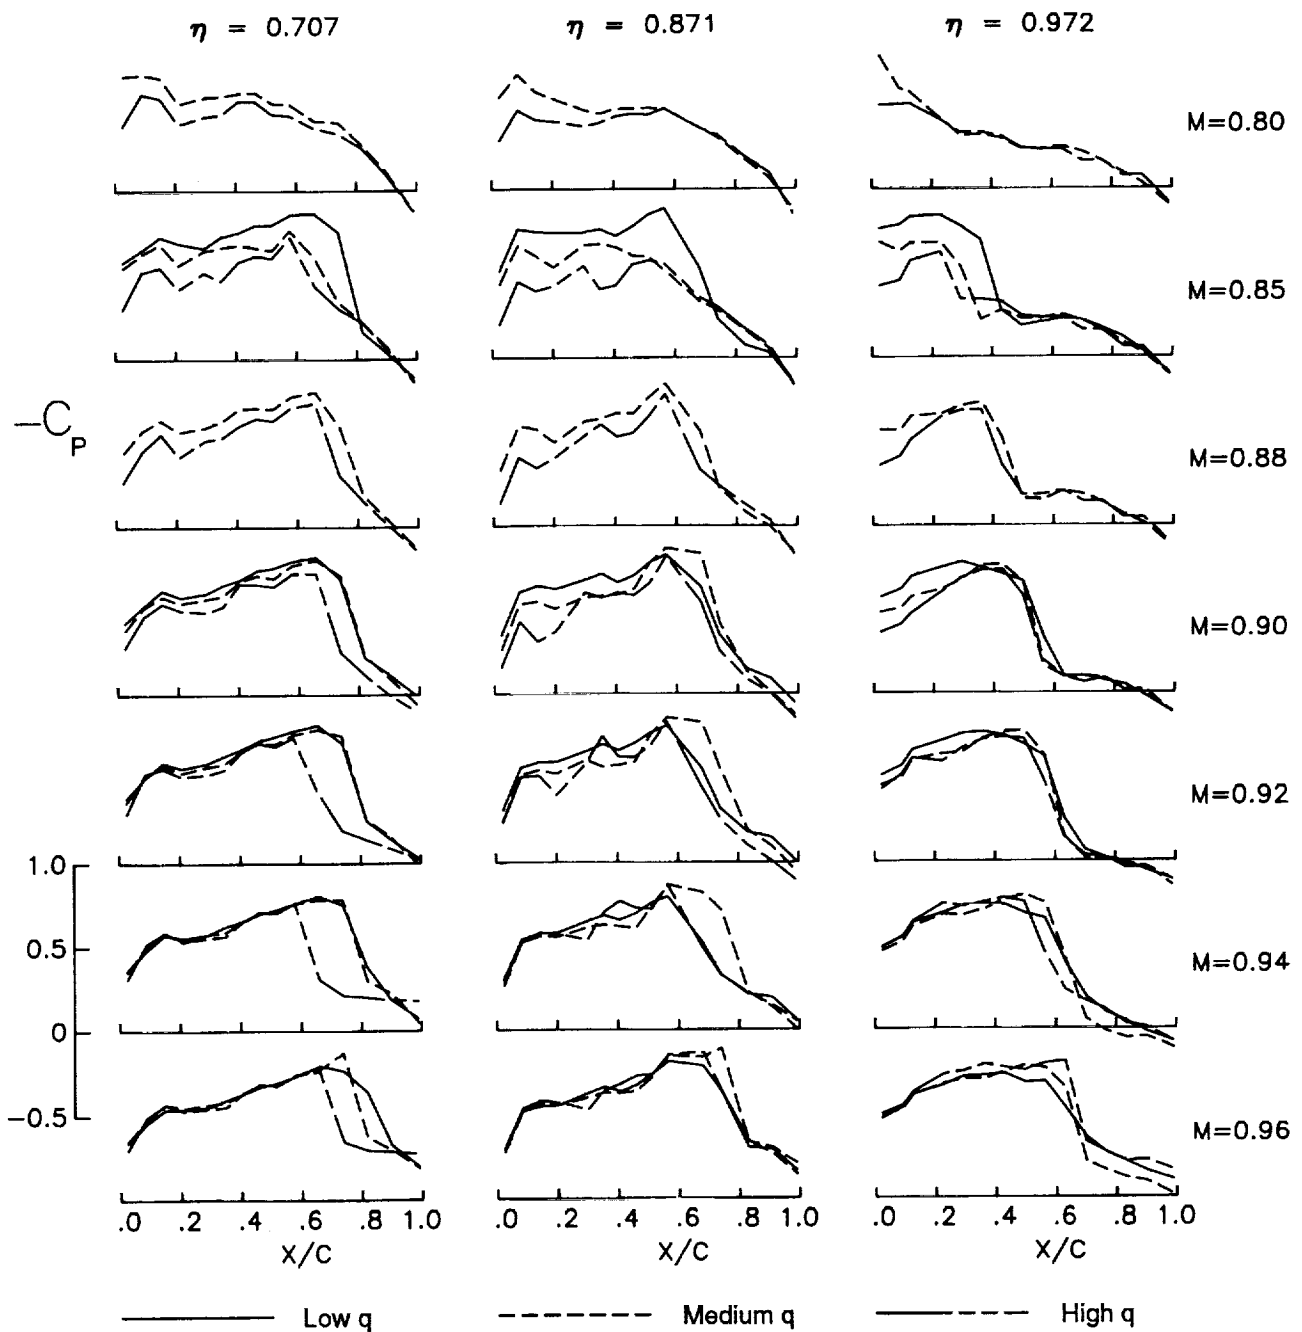 η = 0.707 η = 0.871 η = 0.972
M=0.80
M=0.85
−C_P
M=0.88
M=0.90
M=0.92
1.0
0.5
M=0.94
0
−0.5
M=0.96
.0 .2 .4 .6 .8 1.0 .0 .2 .4 .6 .8 1.0 .0 .2 .4 .6 .8 1.0
X/C X/C X/C
Low q Medium q High q